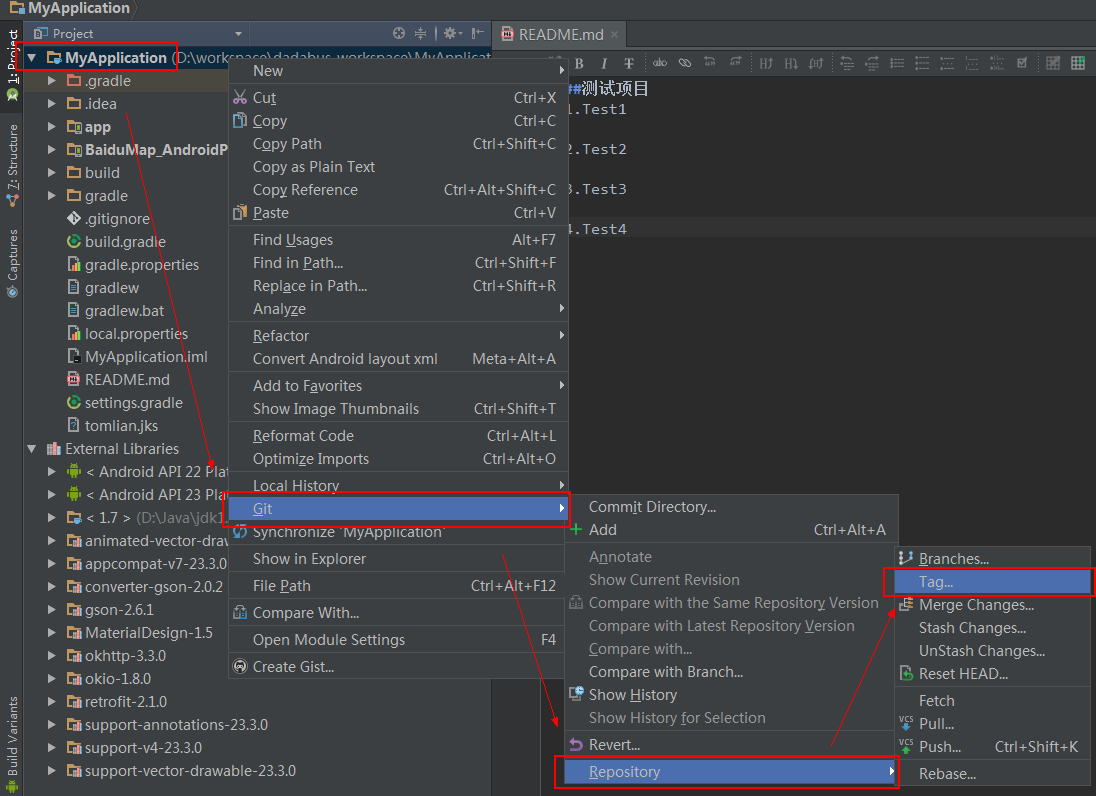 MyApplication
1: Project
7: Structure
Captures
Build Variants
Project
MyApplication (D:\workspace\dadabus_workspace\MyApplicat
.gradle
.idea
app
BaiduMap_AndroidP
build
gradle
.gitignore
build.gradle
gradle.properties
gradlew
gradlew.bat
local.properties
MyApplication.iml
README.md
settings.gradle
tomlian.jks
External Libraries
< Android API 22 Plat
< Android API 23 Pla
< 1.7 > (D:\Java\jdk1.
animated-vector-draw
appcompat-v7-23.3.0
converter-gson-2.0.2
gson-2.6.1
MaterialDesign-1.5
okhttp-3.3.0
okio-1.8.0
retrofit-2.1.0
support-annotations-23.3.0
support-v4-23.3.0
support-vector-drawable-23.3.0
README.md
B I T abc
H↑ H↓
##测试项目
1.Test1
2.Test2
3.Test3
4.Test4
New
Cut Ctrl+X
Copy Ctrl+C
Copy Path Ctrl+Shift+C
Copy as Plain Text
Copy Reference Ctrl+Alt+Shift+C
Paste Ctrl+V
Find Usages Alt+F7
Find in Path... Ctrl+Shift+F
Replace in Path... Ctrl+Shift+R
Analyze
Refactor
Convert Android layout xml Meta+Alt+A
Add to Favorites
Show Image Thumbnails Ctrl+Shift+T
Reformat Code Ctrl+Alt+L
Optimize Imports Ctrl+Alt+O
Local History
Git
Synchronize 'MyApplication'
Show in Explorer
File Path Ctrl+Alt+F12
Compare With...
Open Module Settings F4
Create Gist...
Commit Directory...
Add Ctrl+Alt+A
Annotate
Show Current Revision
Compare with the Same Repository Version
Compare with Latest Repository Version
Compare with...
Compare with Branch...
Show History
Show History for Selection
Revert...
Repository
Branches...
Tag...
Merge Changes...
Stash Changes...
UnStash Changes...
Reset HEAD...
Fetch
VCS Pull...
VCS Push... Ctrl+Shift+K
Rebase...